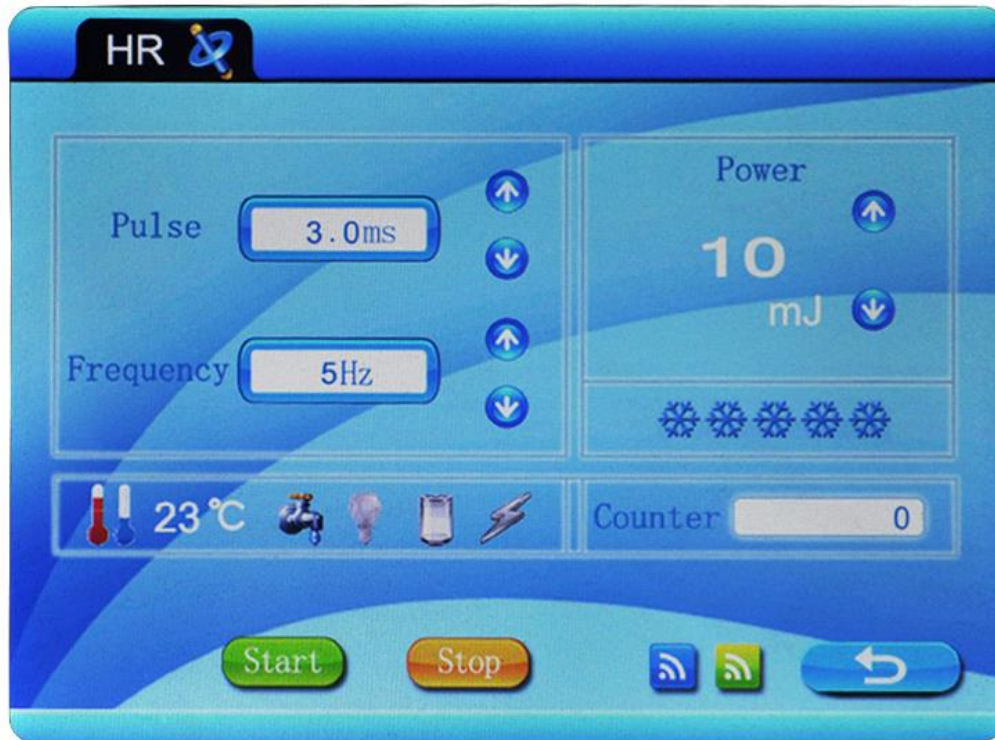 HR
Pulse
3.0ms
Frequency
5Hz
Power
10
mJ
23℃
Counter
0
Start
Stop